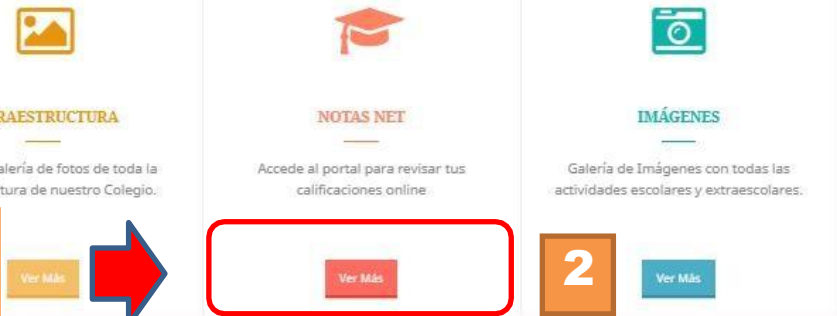 RAESTRUCTURA
alería de fotos de toda la
tura de nuestro Colegio.
Ver Más
NOTAS NET
Accede al portal para revisar tus
calificaciones online
Ver Más
2
IMÁGENES
Galería de Imágenes con todas las
actividades escolares y extraescolares.
Ver Más